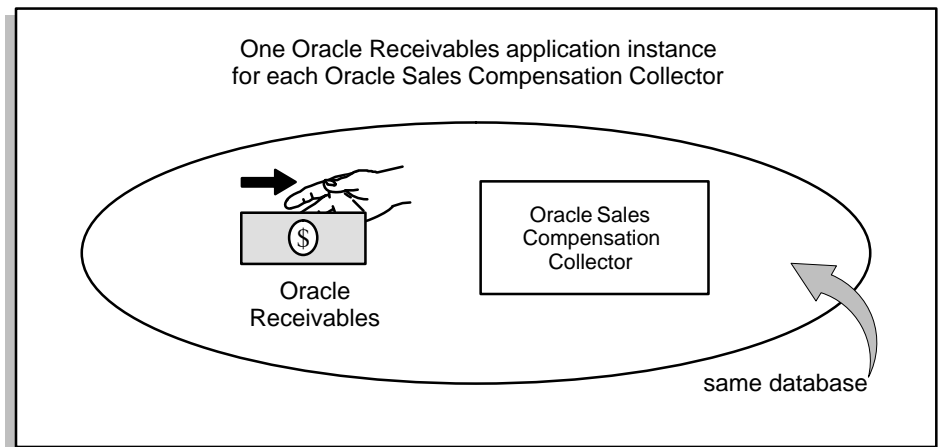 One Oracle Receivables application instance
for each Oracle Sales Compensation Collector
$
Oracle
Receivables
Oracle Sales
Compensation
Collector
same database